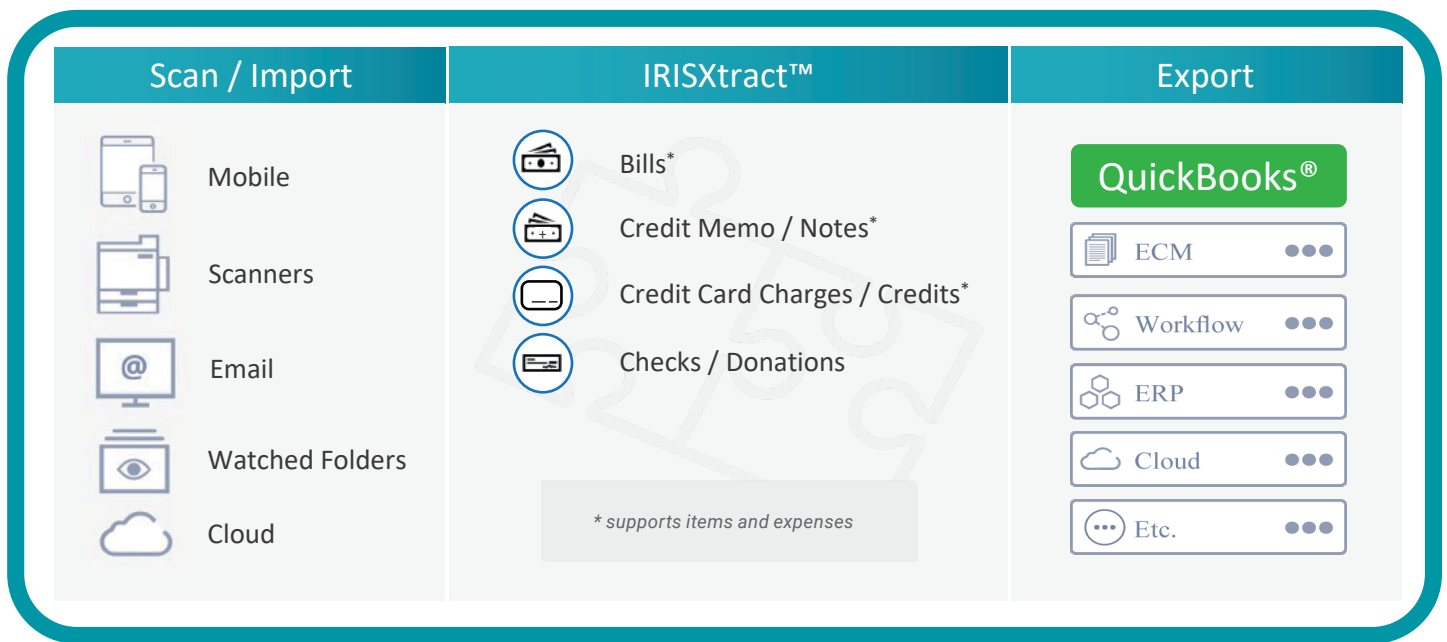 Scan / Import
Mobile
Scanners
@
Email
Watched Folders
Cloud
IRISXtract™
Bills*
Credit Memo / Notes*
Credit Card Charges / Credits*
Checks / Donations
* supports items and expenses
Export
QuickBooks®
ECM
Workflow
ERP
Cloud
Etc.